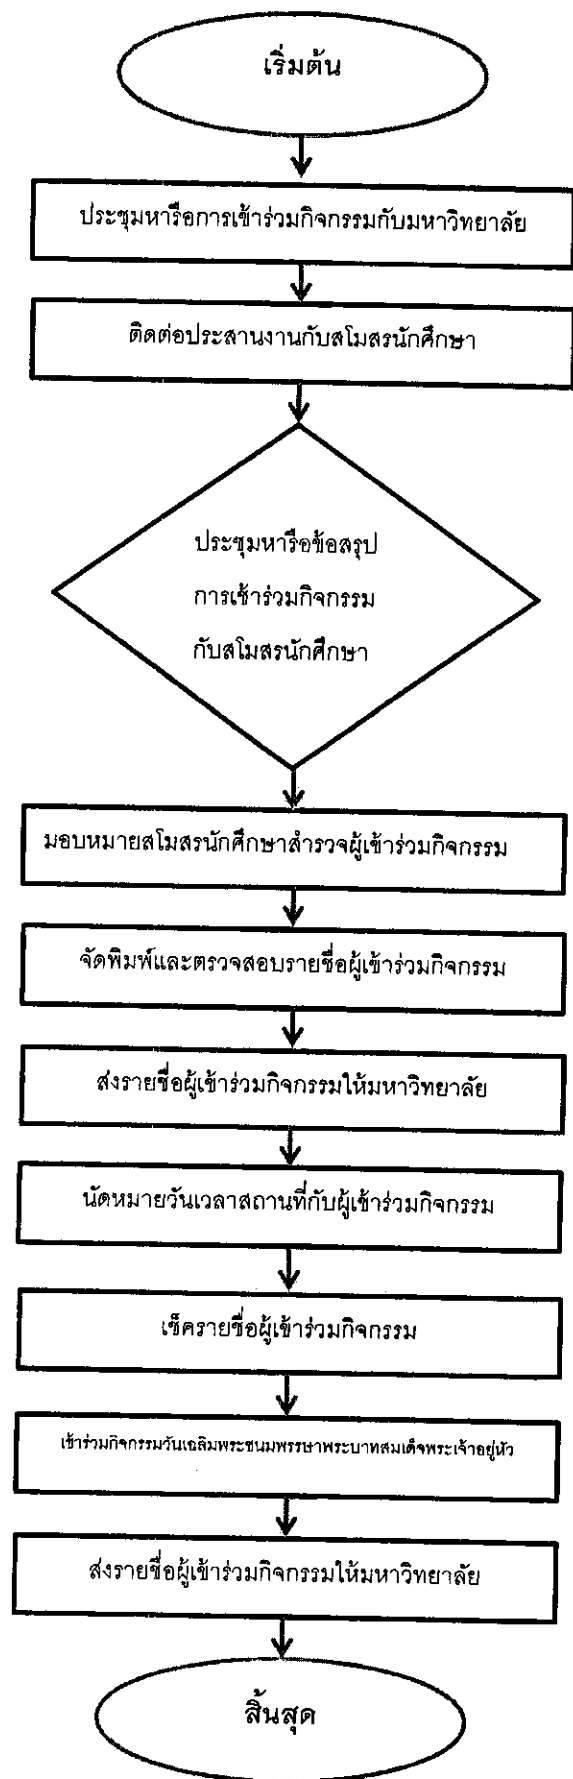 เริ่มต้น
ประชุมหารือการเข้าร่วมกิจกรรมกับมหาวิทยาลัย
ติดต่อประสานงานกับสโมสรนักศึกษา
ประชุมหารือข้อสรุป
การเข้าร่วมกิจกรรม
กับสโมสรนักศึกษา
มอบหมายสโมสรนักศึกษาสำรวจผู้เข้าร่วมกิจกรรม
จัดพิมพ์และตรวจสอบรายชื่อผู้เข้าร่วมกิจกรรม
ส่งรายชื่อผู้เข้าร่วมกิจกรรมให้มหาวิทยาลัย
นัดหมายวันเวลาสถานที่กับผู้เข้าร่วมกิจกรรม
เช็ครายชื่อผู้เข้าร่วมกิจกรรม
เข้าร่วมกิจกรรมวันเฉลิมพระชนมพรรษาพระบาทสมเด็จพระเจ้าอยู่หัว
ส่งรายชื่อผู้เข้าร่วมกิจกรรมให้มหาวิทยาลัย
สิ้นสุด